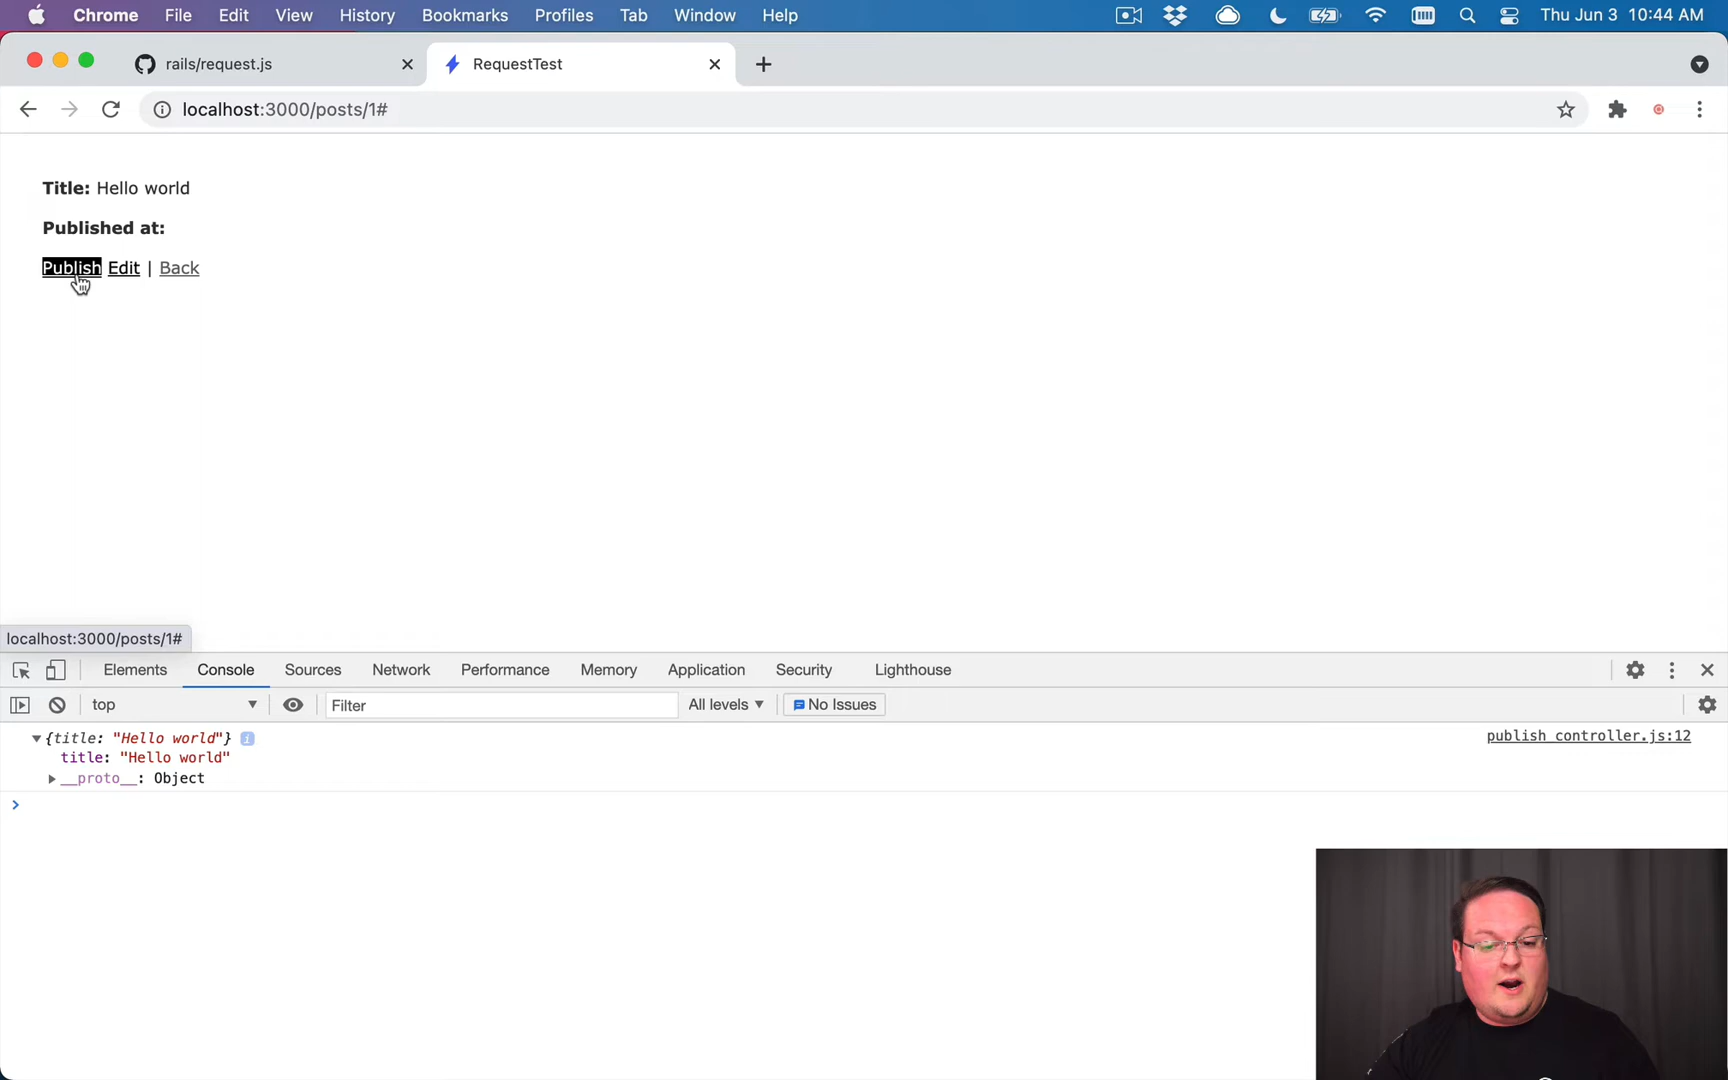 Chrome File Edit View History Bookmarks Profiles Tab Window Help Thu Jun 3 10:44 AM
rails/request.js RequestTest
localhost:3000/posts/1#
Title: Hello world
Published at:
Publish Edit | Back
localhost:3000/posts/1#
Elements Console Sources Network Performance Memory Application Security Lighthouse
top Filter All levels No Issues
{title: "Hello world"} i publish_controller.js:12
title: "Hello world"
__proto__: Object